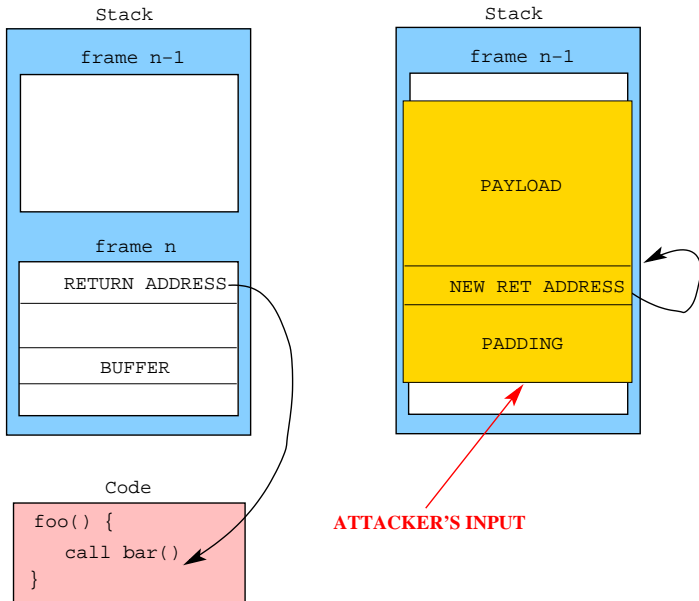 Stack
frame n-1
frame n
RETURN ADDRESS
BUFFER
Code
foo() {
call bar()
}
Stack
frame n-1
PAYLOAD
NEW RET ADDRESS
PADDING
ATTACKER'S INPUT